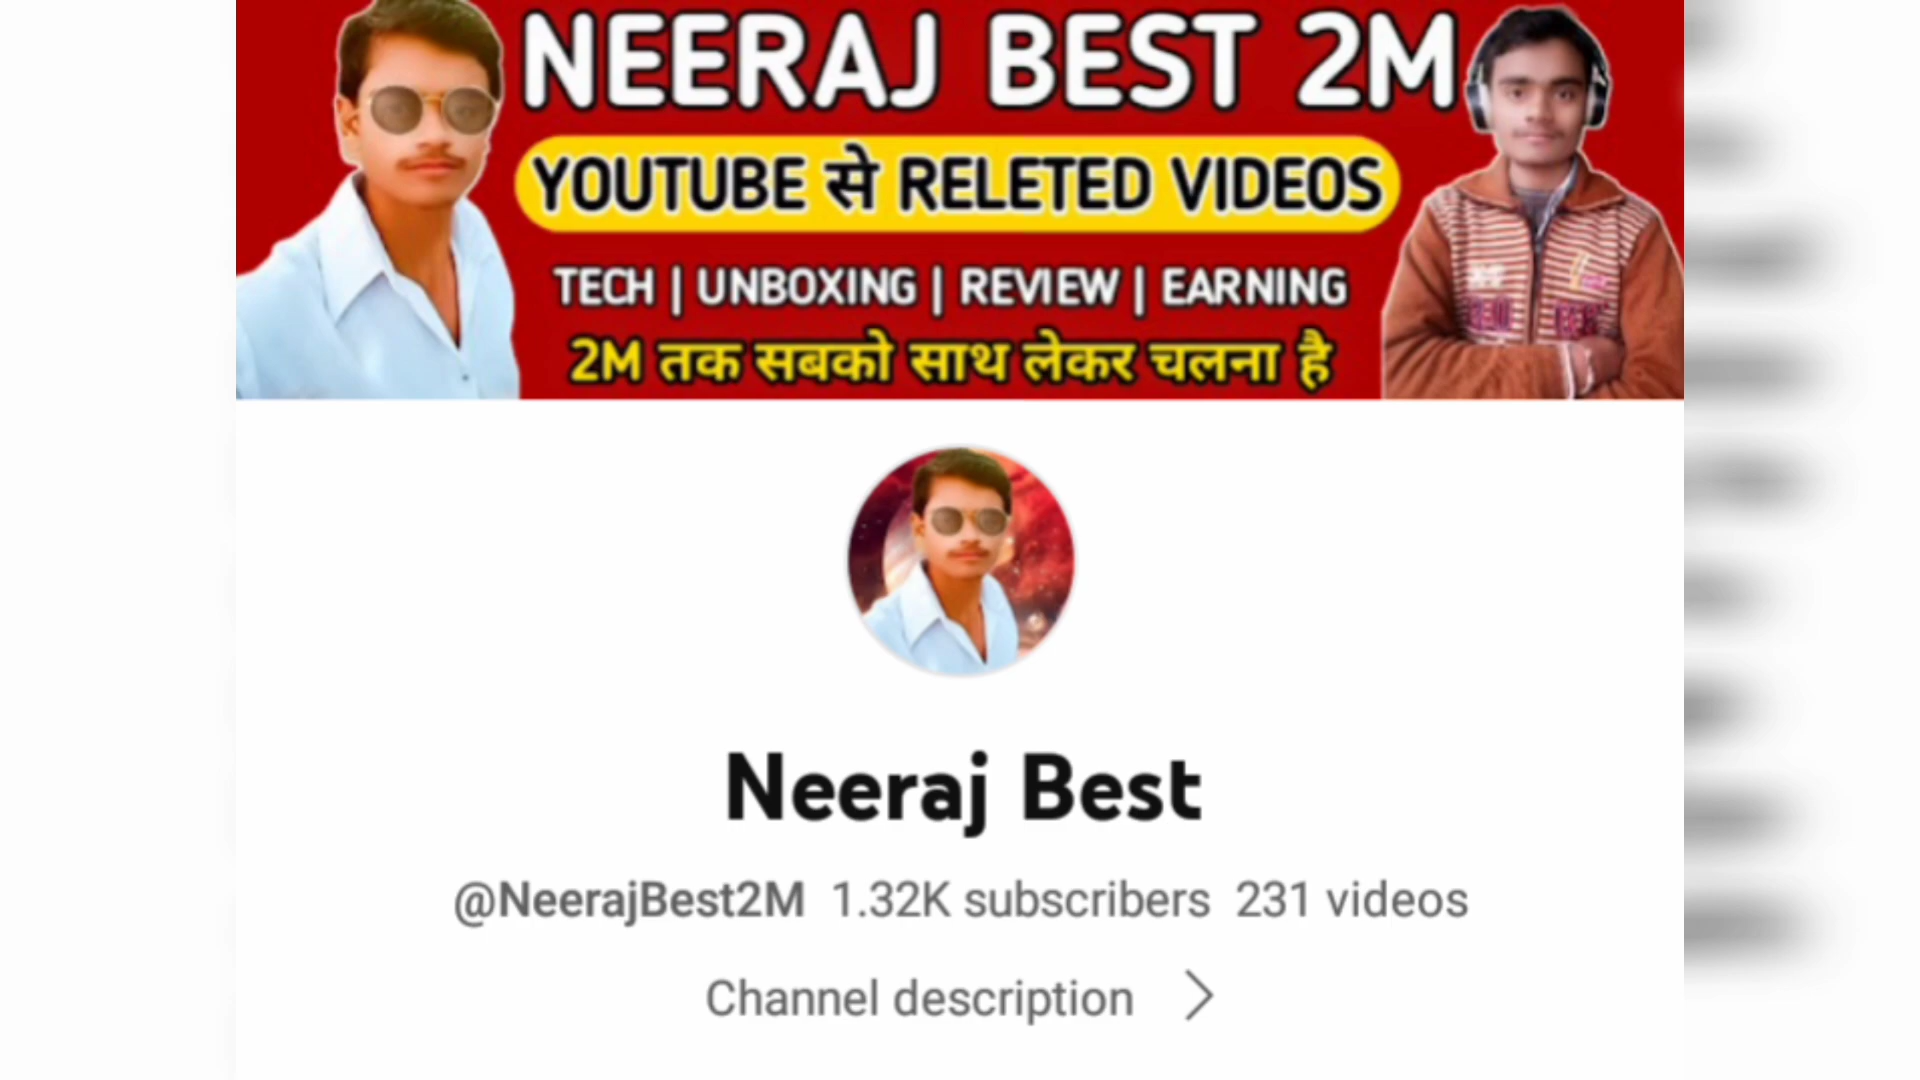 NEERAJ BEST 2M
YOUTUBE से RELETED VIDEOS
TECH | UNBOXING | REVIEW | EARNING
2M तक सबको साथ लेकर चलना है
Neeraj Best
@NeerajBest2M 1.32K subscribers 231 videos
Channel description